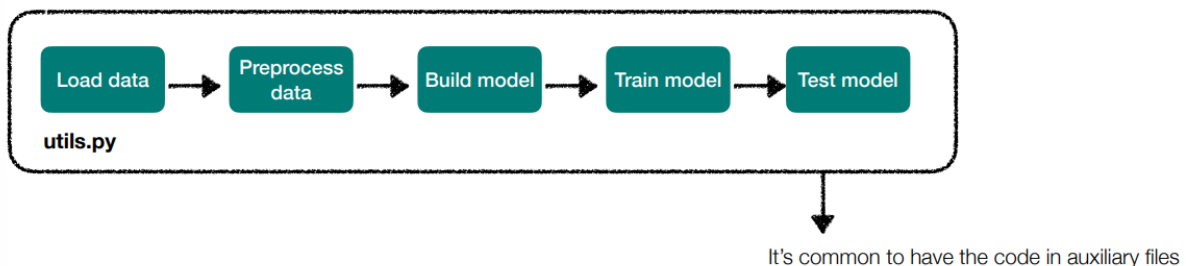 Load data
Preprocess
data
Build model
Train model
Test model
utils.py
It's common to have the code in auxiliary files